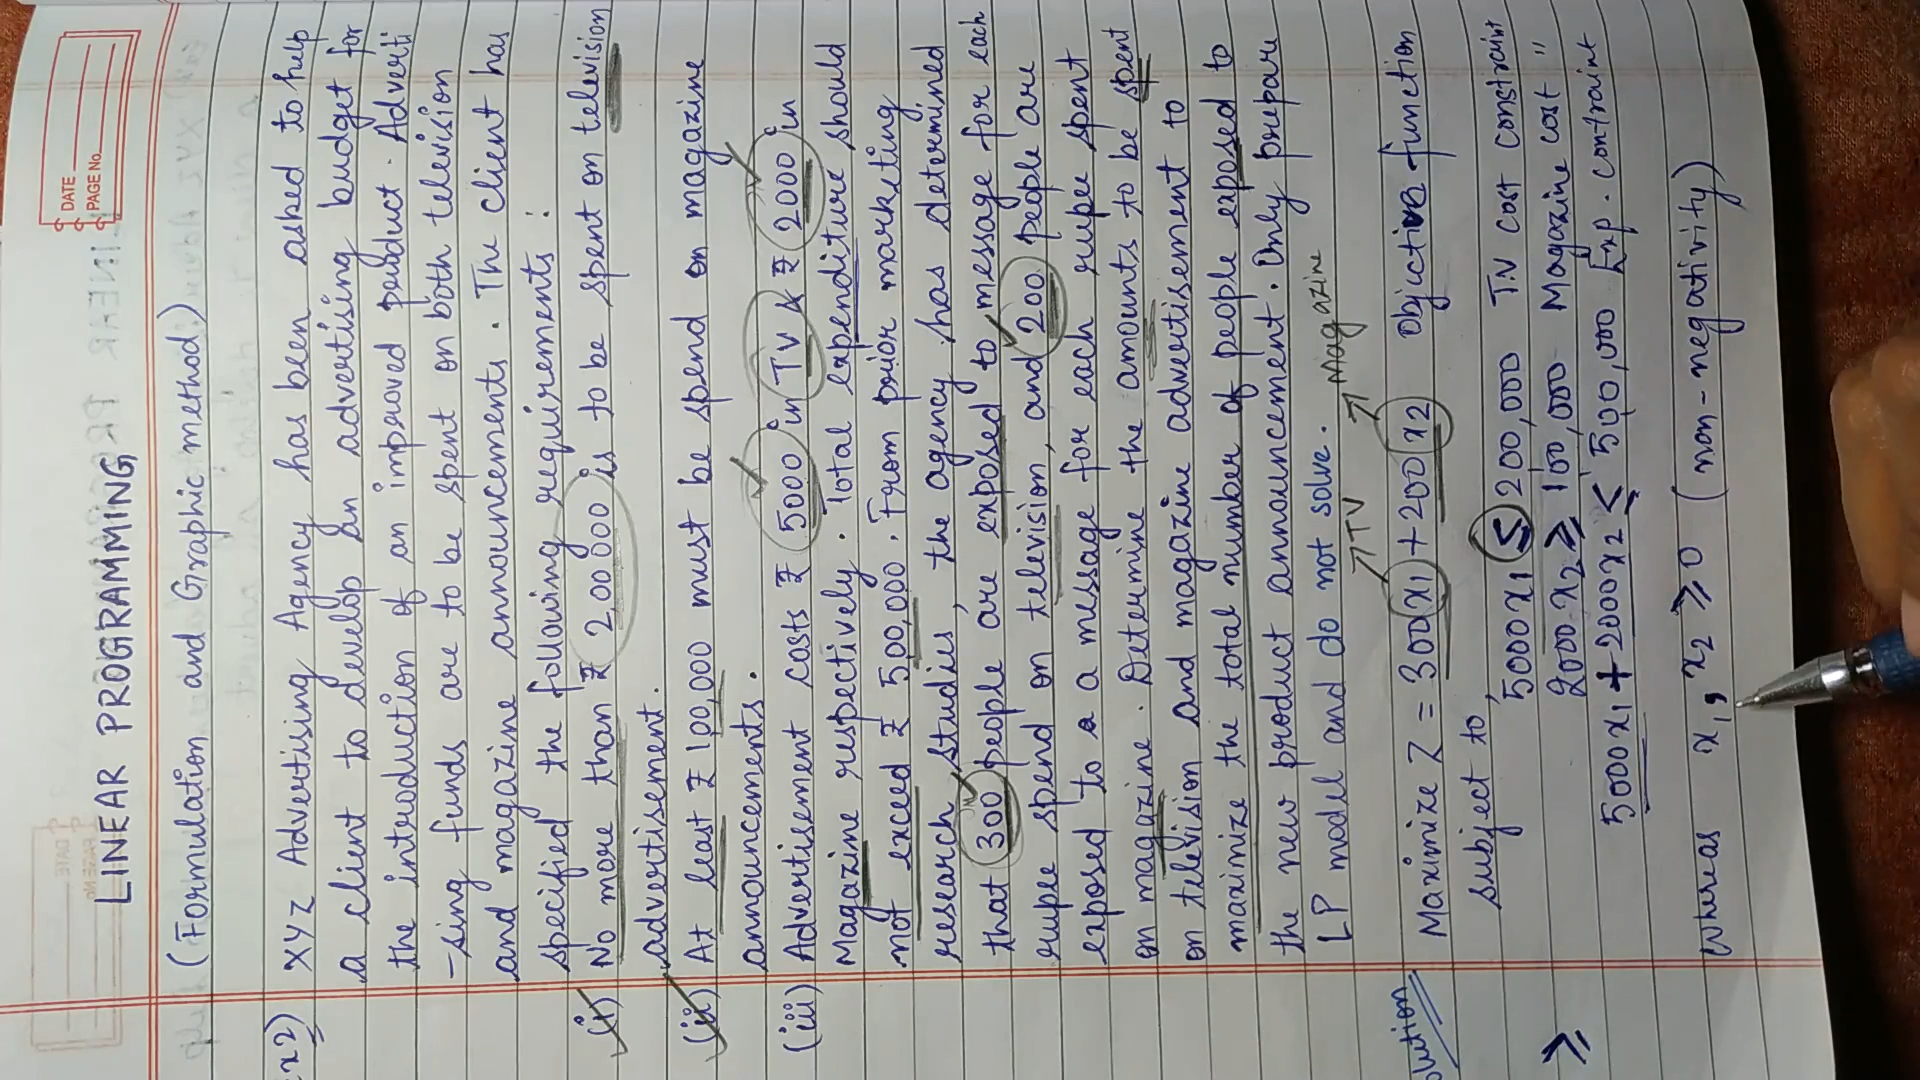 DATE
PAGE No.
LINEAR PROGRAMMING
(Formulation and Graphic method.)
Ex2) XYZ Advertising Agency has been asked to help
a client to develop an advertising budget for
the introduction of an improved product. Adverti
-sing funds are to be spent on both television
and magazine announcements. The client has
specified the following requirements:
(i) No more than ₹ 2,00,000 is to be spent on television
advertisement.
(ii) At least ₹ 100,000 must be spend on magazine
announcements.
(iii) Advertisement costs ₹ 5000 in TV & ₹ 2000 in
Magazine respectively. Total expenditure should
not exceed ₹ 500,000. From prior marketing
research studies, the agency has determined
that 300 people are exposed to message for each
rupee spend on television, and 200 people are
exposed to a message for each rupee spent
on magazine. Determine the amounts to be spent
on television and magazine advertisement to
maximize the total number of people exposed to
the new product announcement. Only prepare
LP model and do not solve.
TV Magazine
Solution Maximize Z = 300x1 + 200x2 Objective function
subject to,
5000x1 ≤ 200,000 T.V cost constraint
≥ 2000x2 ≥ 100,000 Magazine cost "
5000x1 + 2000x2 ≤ 500,000 Exp. contraint
Whereas x1, x2 ≥ 0 (non-negativity)